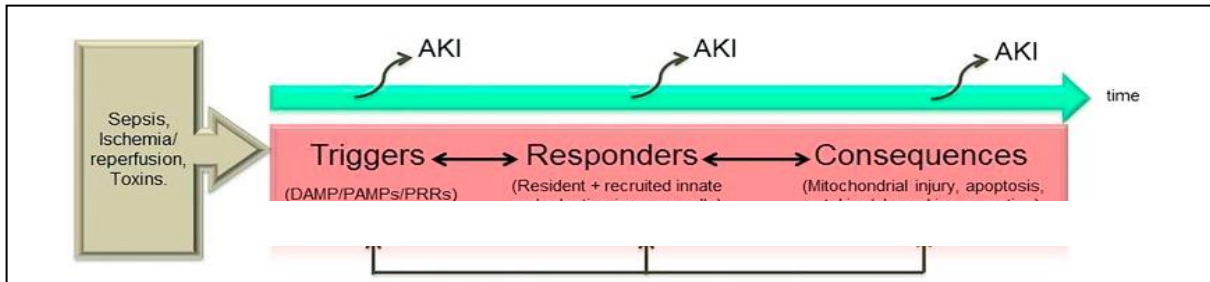 AKI AKI AKI
time
Sepsis,
Ischemia/
reperfusion,
Toxins.
Triggers Responders Consequences
(DAMP/PAMPs/PRRs) (Resident + recruited innate (Mitochondrial injury, apoptosis,